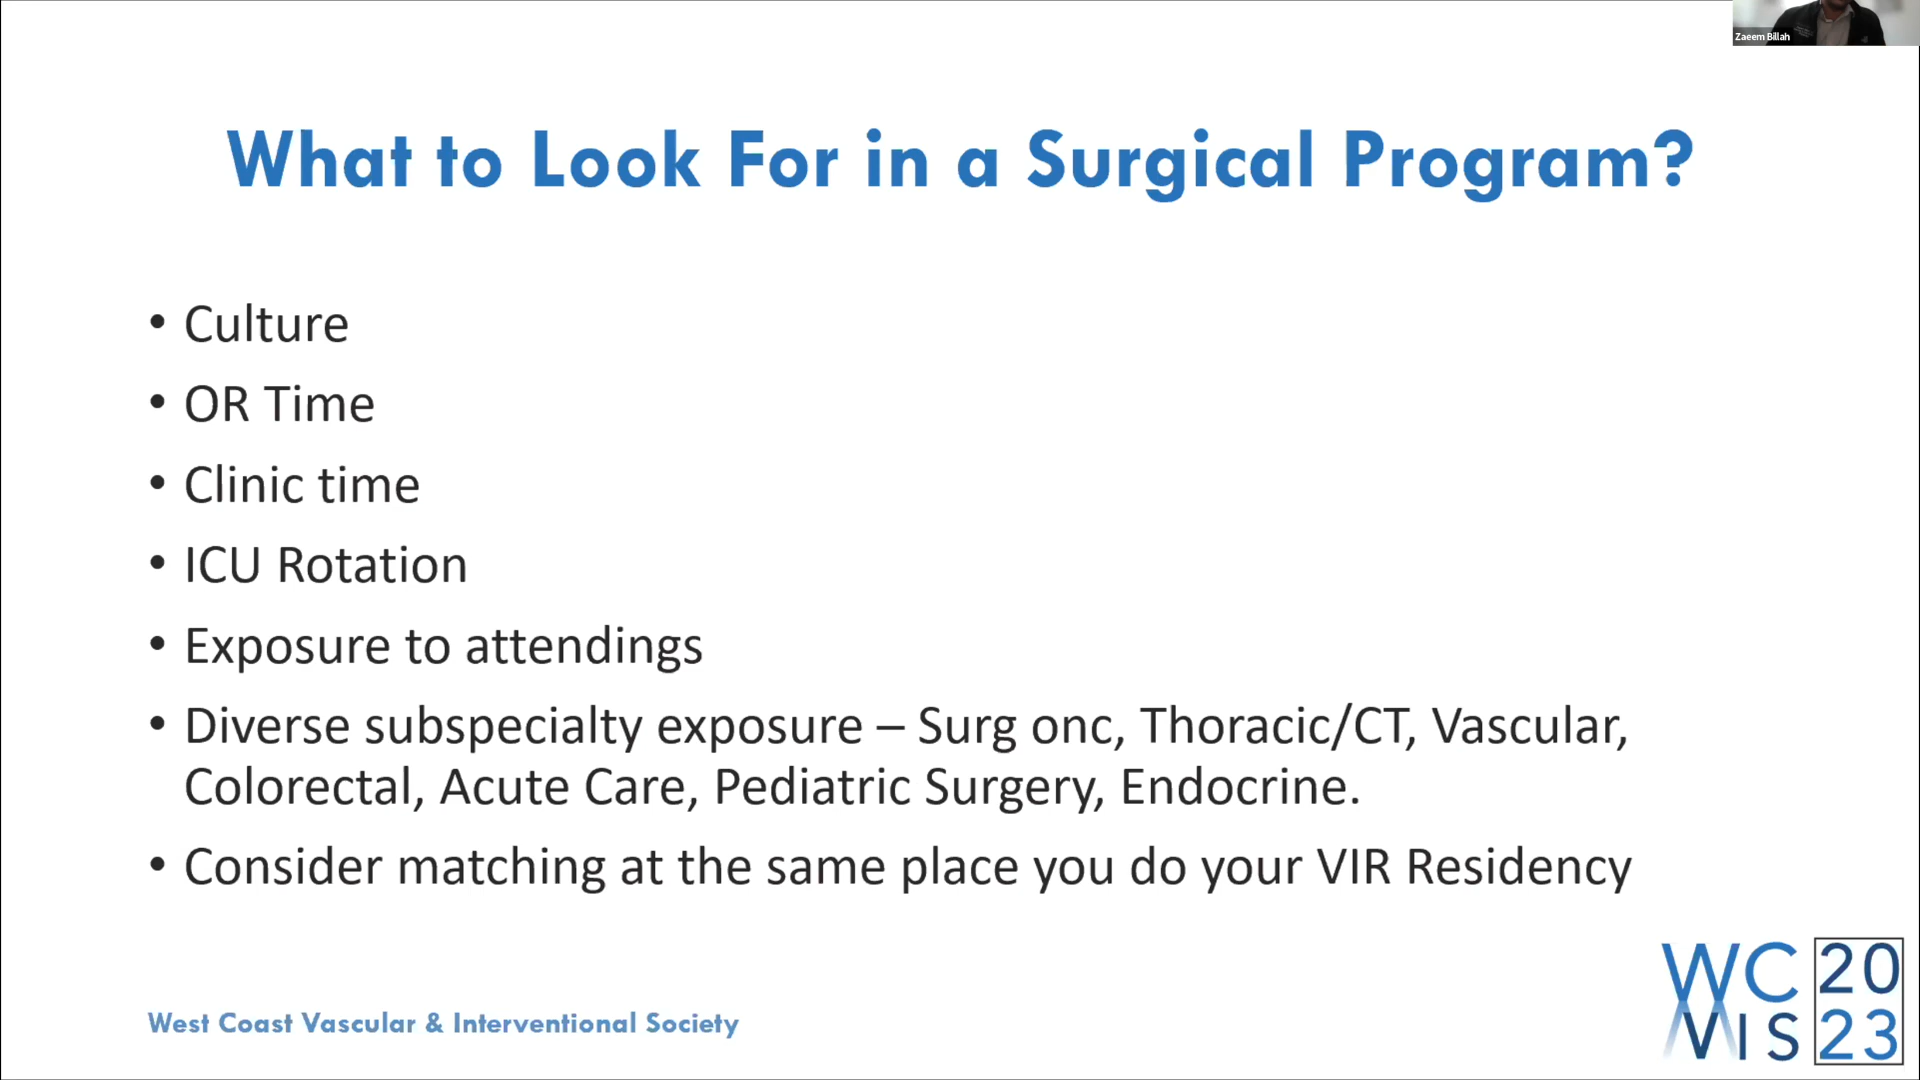 Zaeem Billah
What to Look For in a Surgical Program?
• Culture
• OR Time
• Clinic time
• ICU Rotation
• Exposure to attendings
• Diverse subspecialty exposure – Surg onc, Thoracic/CT, Vascular,
Colorectal, Acute Care, Pediatric Surgery, Endocrine.
• Consider matching at the same place you do your VIR Residency
West Coast Vascular & Interventional Society
WC 20
VIS 23